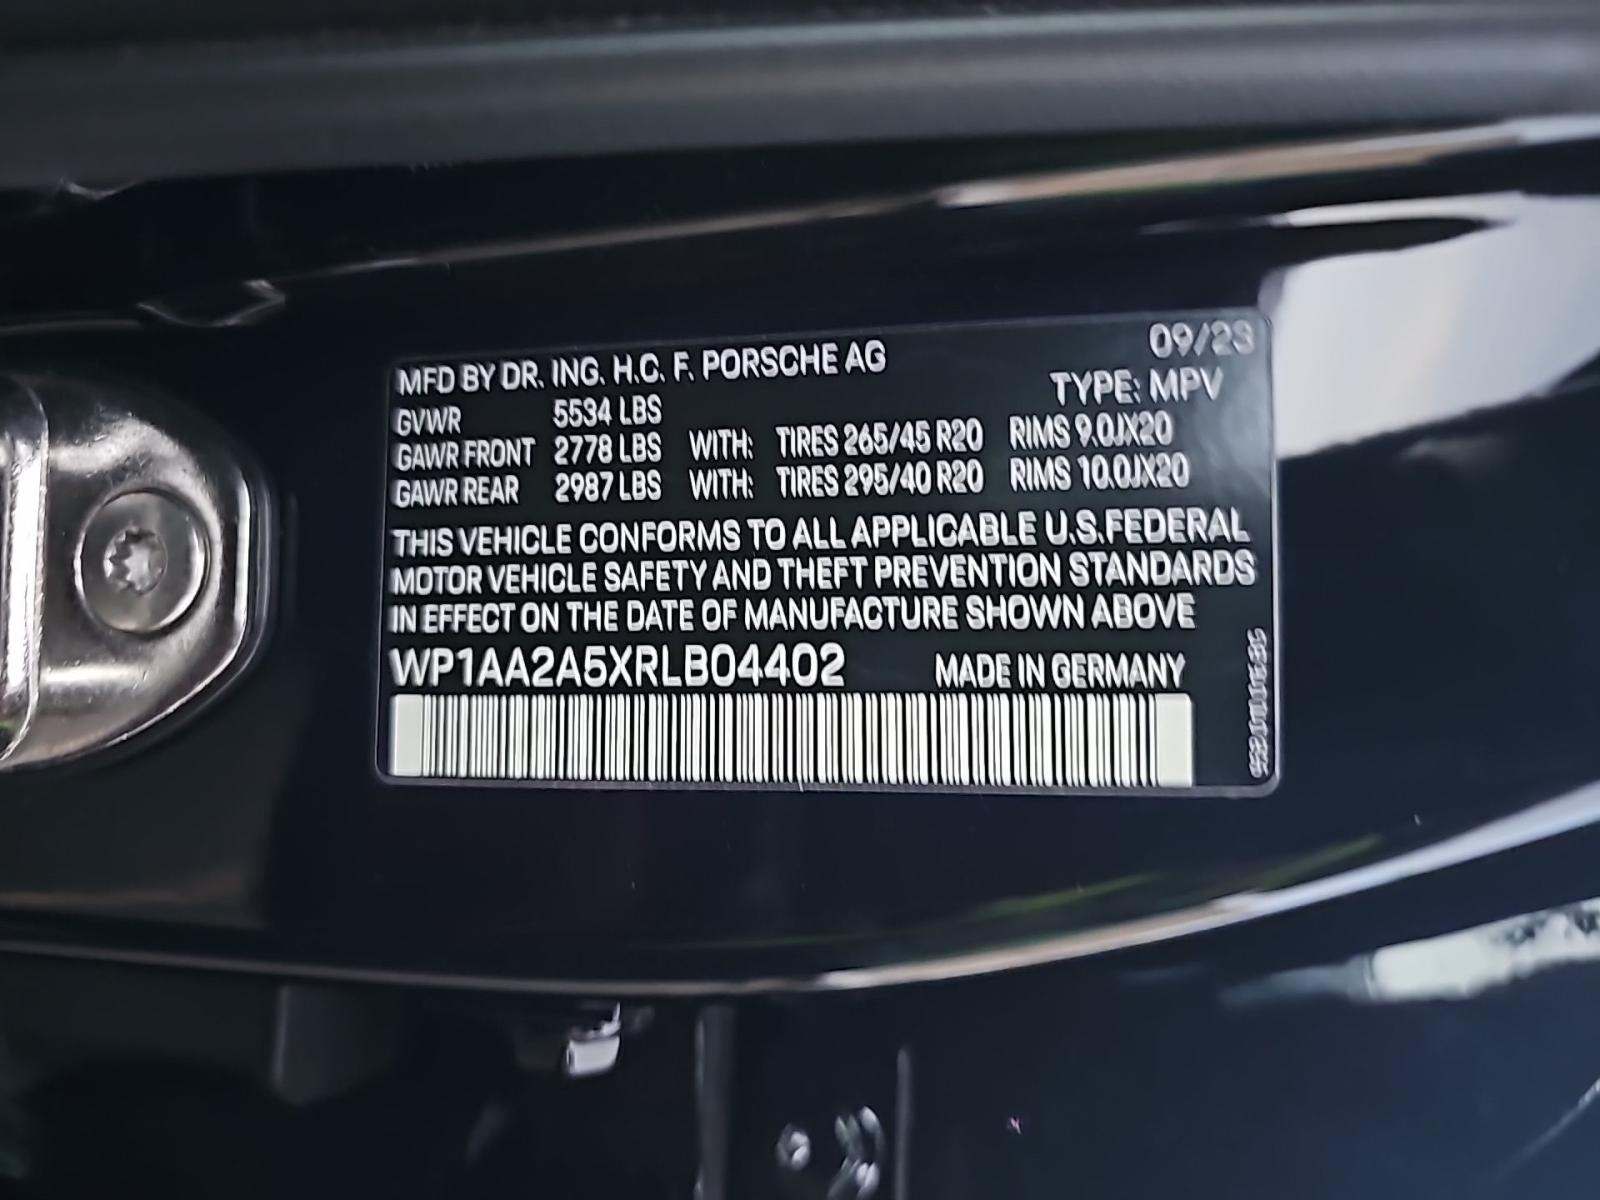 09/23
MFD BY DR. ING. H.C. F. PORSCHE AG
TYPE: MPV
GVWR 5534 LBS
GAWR FRONT 2778 LBS WITH: TIRES 265/45 R20 RIMS 9.0JX20
GAWR REAR 2987 LBS WITH: TIRES 295/40 R20 RIMS 10.0JX20
THIS VEHICLE CONFORMS TO ALL APPLICABLE U.S.FEDERAL
MOTOR VEHICLE SAFETY AND THEFT PREVENTION STANDARDS
IN EFFECT ON THE DATE OF MANUFACTURE SHOWN ABOVE
WP1AA2A5XRLB04402 MADE IN GERMANY